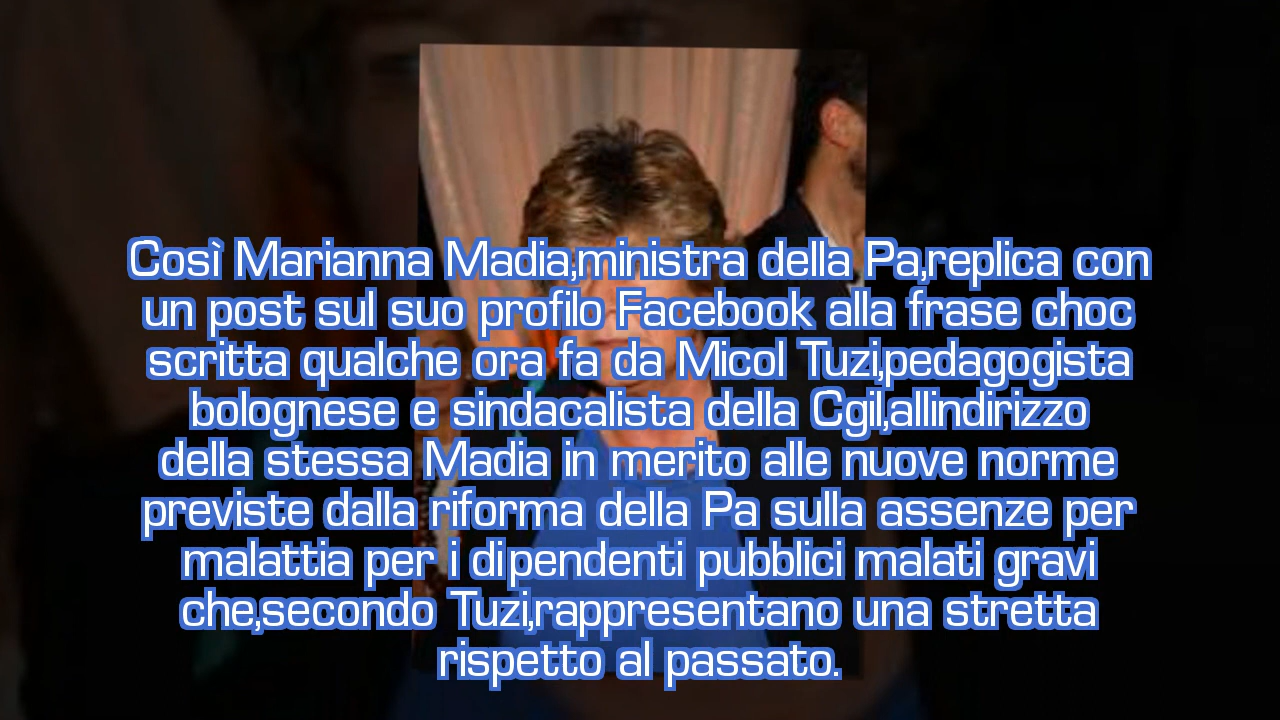 Così Marianna Madia,ministra della Pa,replica con
un post sul suo profilo Facebook alla frase choc
scritta qualche ora fa da Micol Tuzi,pedagogista
bolognese e sindacalista della Cgil,allindirizzo
della stessa Madia in merito alle nuove norme
previste dalla riforma della Pa sulla assenze per
malattia per i dipendenti pubblici malati gravi
che,secondo Tuzi,rappresentano una stretta
rispetto al passato.